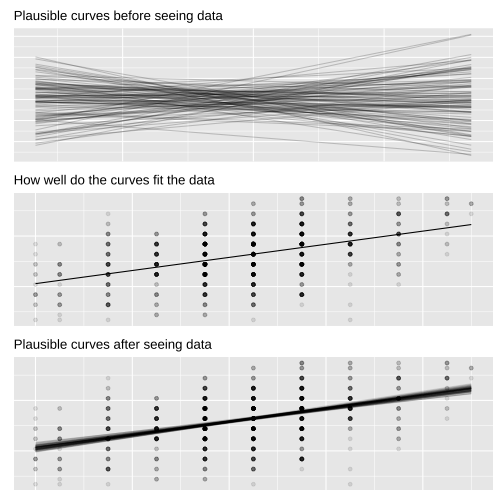 Plausible curves before seeing data
How well do the curves fit the data
Plausible curves after seeing data